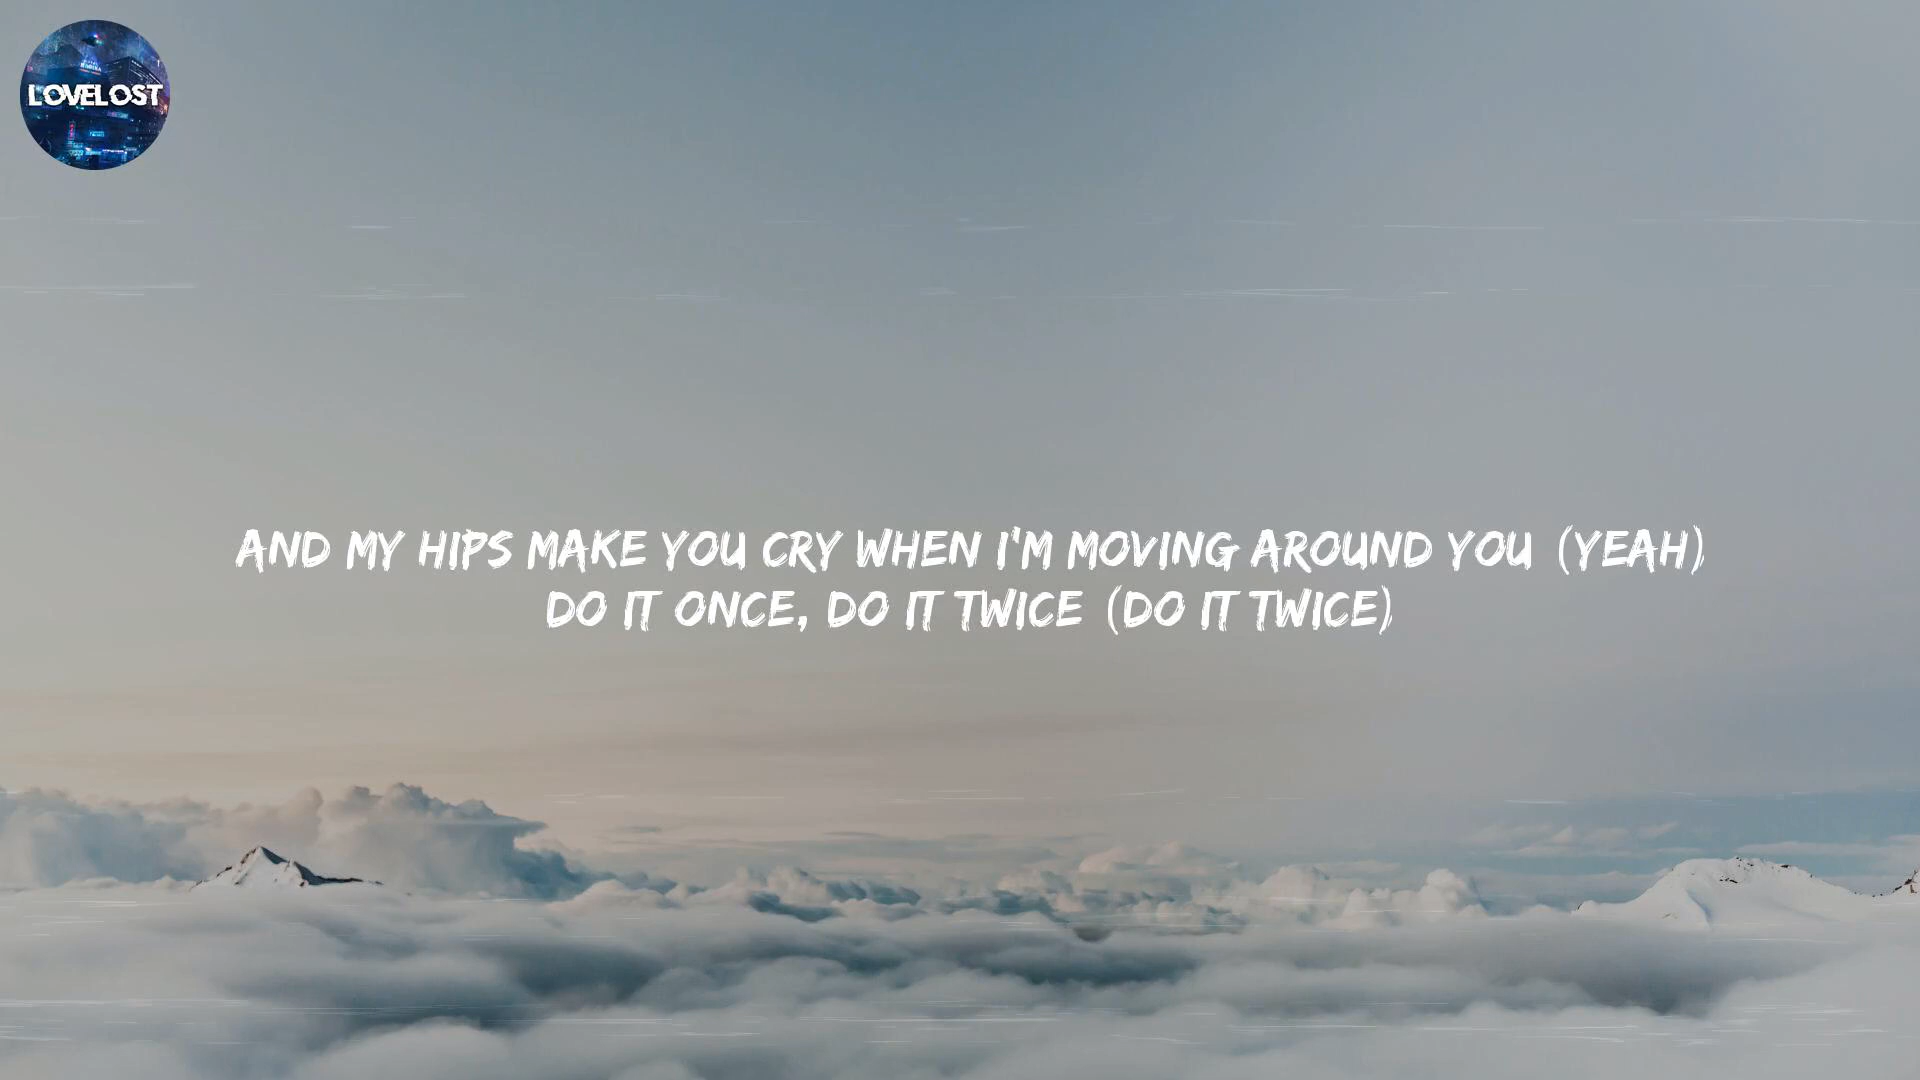 LOVELOST
AND MY HIPS MAKE YOU CRY WHEN I'M MOVING AROUND YOU (YEAH)
DO IT ONCE, DO IT TWICE (DO IT TWICE)